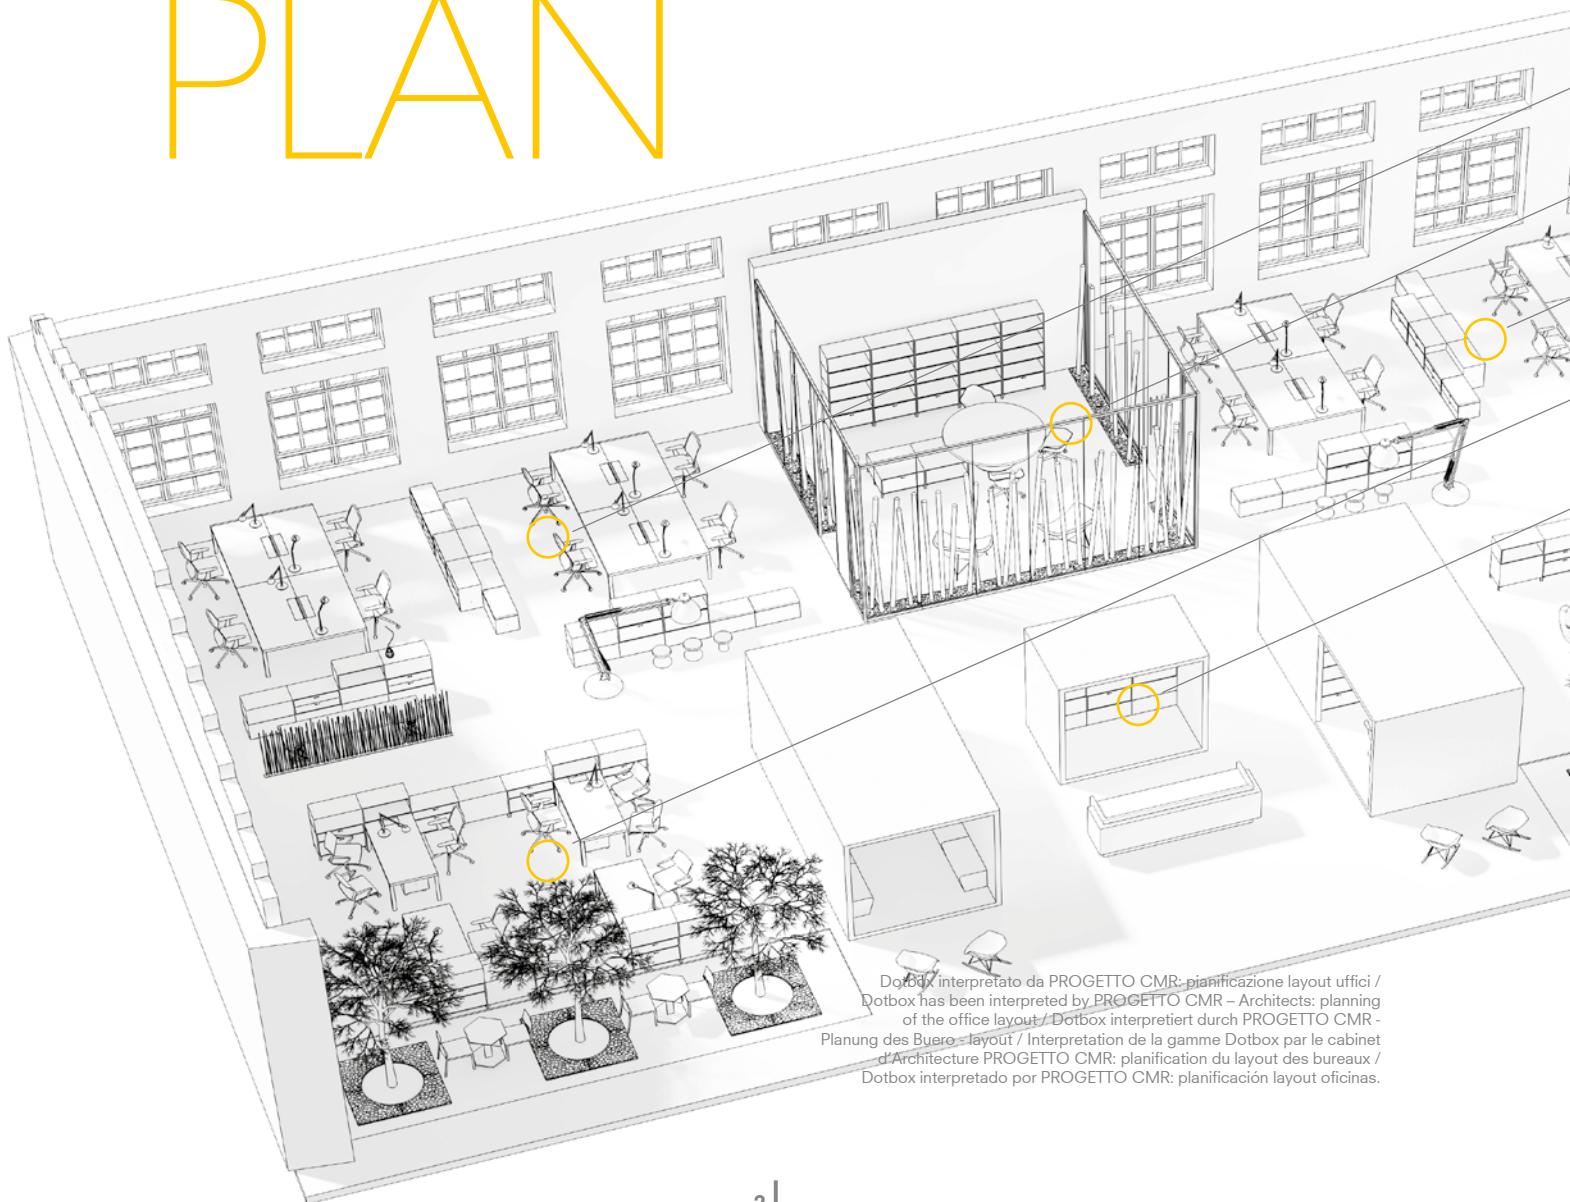 PLAN
Dotbox interpretato da PROGETTO CMR: pianificazione layout uffici /
Dotbox has been interpreted by PROGETTO CMR – Architects: planning
of the office layout / Dotbox interpretiert durch PROGETTO CMR -
Planung des Buero - layout / Interpretation de la gamme Dotbox par le cabinet
d'Architecture PROGETTO CMR: planification du layout des bureaux /
Dotbox interpretado por PROGETTO CMR: planificación layout oficinas.